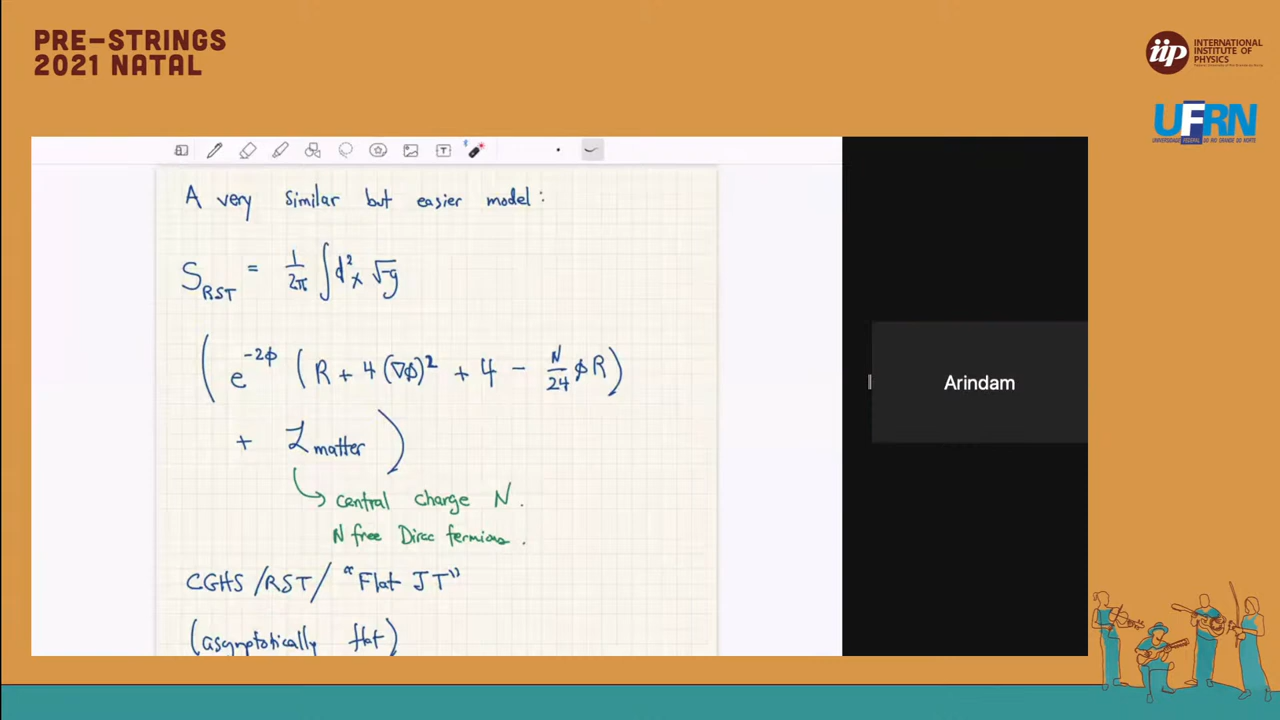 PRE-STRINGS
2021 NATAL
iip INTERNATIONAL
INSTITUTE OF
PHYSICS
UFRN
A very similar but easier model:
S_RST = 1/2π ∫d²x √-g
( e^{-2φ} ( R + 4(∇φ)² + 4 - N/24 φR )
+ ℒ_matter )
↳ central charge N.
N free Dirac fermions.
CGHS /RST/ "Flat JT"
(asymptotically flat)
Arindam